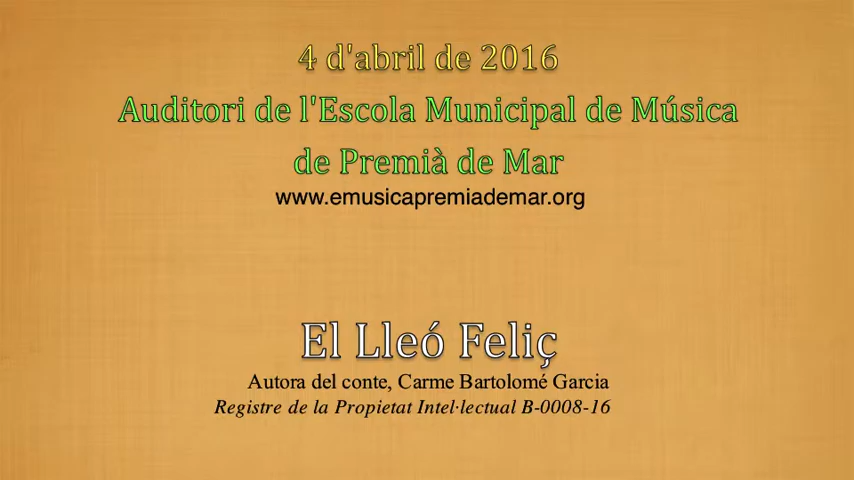 4 d'abril de 2016
Auditori de l'Escola Municipal de Música
de Premià de Mar
www.emusicapremiademar.org
El Lleó Feliç
Autora del conte, Carme Bartolomé Garcia
Registre de la Propietat Intel·lectual B-0008-16